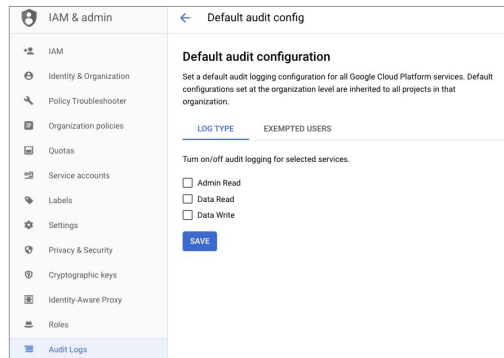 IAM & admin
Default audit config
IAM
Identity & Organization
Policy Troubleshooter
Organization policies
Quotas
Service accounts
Labels
Settings
Privacy & Security
Cryptographic keys
Identity-Aware Proxy
Roles
Audit Logs
Default audit configuration
Set a default audit logging configuration for all Google Cloud Platform services. Default
configurations set at the organization level are inherited to all projects in that
organization.
LOG TYPE EXEMPTED USERS
Turn on/off audit logging for selected services.
Admin Read
Data Read
Data Write
SAVE